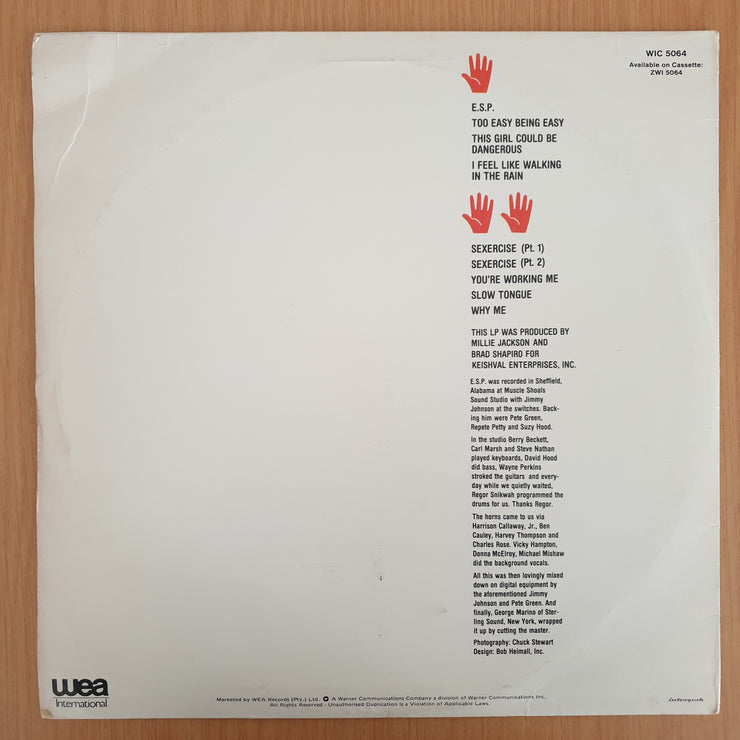 WIC 5064
Available on Cassette:
ZWI 5064
E.S.P.
TOO EASY BEING EASY
THIS GIRL COULD BE
DANGEROUS
I FEEL LIKE WALKING
IN THE RAIN
SEXERCISE (Pt. 1)
SEXERCISE (Pt. 2)
YOU'RE WORKING ME
SLOW TONGUE
WHY ME
THIS LP WAS PRODUCED BY
MILLIE JACKSON AND
BRAD SHAPIRO FOR
KEISHVAL ENTERPRISES, INC.
E.S.P. was recorded in Sheffield,
Alabama at Muscle Shoals
Sound Studio with Jimmy
Johnson at the switches. Back-
ing him were Pete Green,
Repete Petty and Suzy Hood.
In the studio Berry Beckett,
Carl Marsh and Steve Nathan
played keyboards, David Hood
did bass, Wayne Perkins
stroked the guitars and every-
day while we quietly waited,
Regor Snikwah programmed the
drums for us. Thanks Regor.
The horns came to us via
Harrison Callaway, Jr., Ben
Cauley, Harvey Thompson and
Charles Rose. Vicky Hampton,
Donna McElroy, Michael Mishaw
did the background vocals.
All this was then lovingly mixed
down on digital equipment by
the aforementioned Jimmy
Johnson and Pete Green. And
finally, George Marino of Ster-
ling Sound, New York, wrapped
it up by cutting the master.
Photography: Chuck Stewart
Design: Bob Heimall, Inc.
wea
International
Marketed by WEA Records (Pty.) Ltd. A Warner Communications Company a division of Warner Communications Inc.
All Rights Reserved - Unauthorised Duplication is a Violation of Applicable Laws.